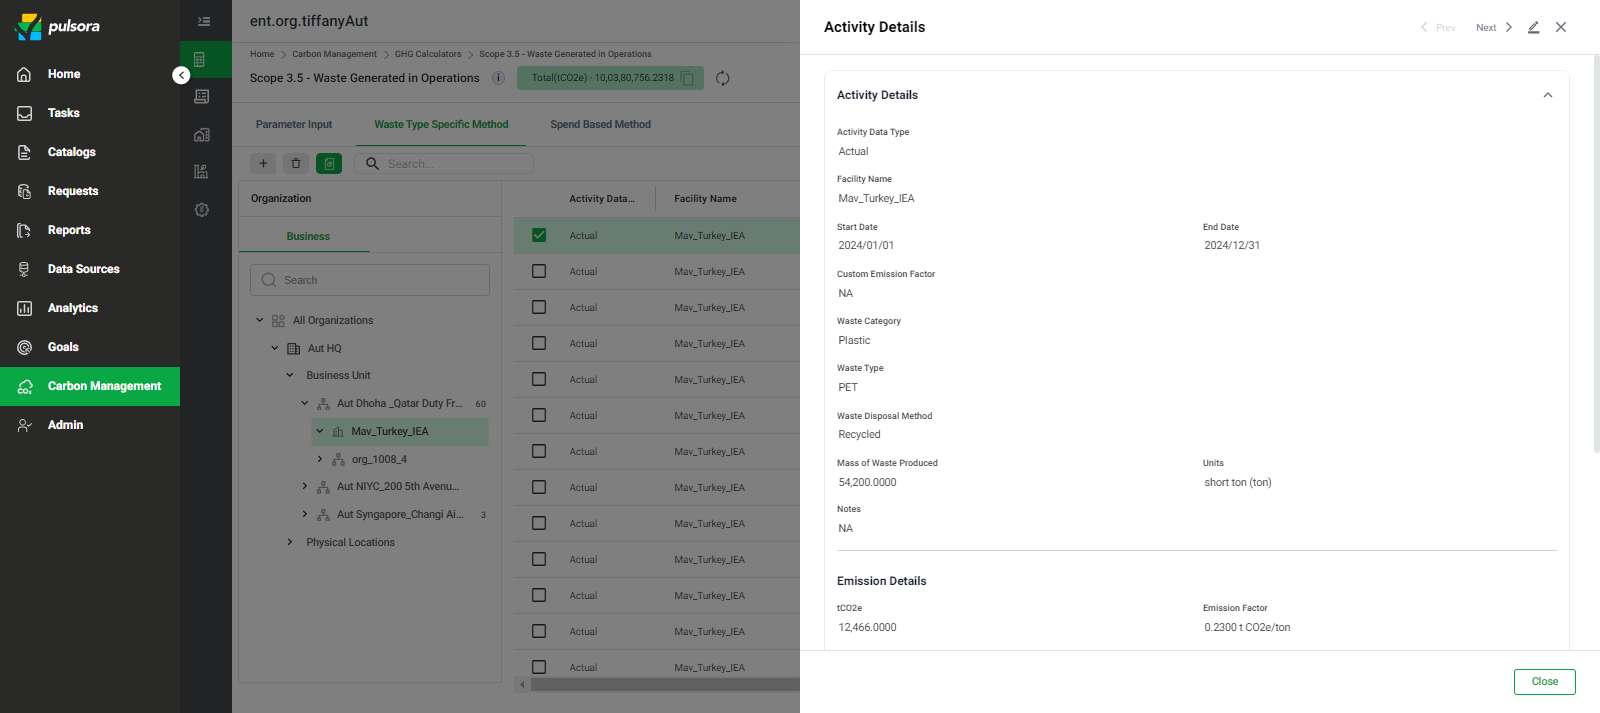 pulsora
Home
Tasks
Catalogs
Requests
Reports
Data Sources
Analytics
Goals
Carbon Management
Admin
ent.org.tiffanyAut
Home > Carbon Management > GHG Calculators > Scope 3.5 - Waste Generated in Operations
Scope 3.5 - Waste Generated in Operations
Total(tCO2e) - 10,03,80,756.2318
Parameter Input
Waste Type Specific Method
Spend Based Method
Search...
Organization
Business
Search
All Organizations
Aut HQ
Business Unit
Aut Dhoha _Qatar Duty Fr... 60
Mav_Turkey_IEA
org_1008_4
Aut NIYC_200 5th Avenu...
Aut Syngapore_Changi Ai... 3
Physical Locations
Activity Data... Facility Name
Actual Mav_Turkey_IEA
Actual Mav_Turkey_IEA
Actual Mav_Turkey_IEA
Actual Mav_Turkey_IEA
Actual Mav_Turkey_IEA
Actual Mav_Turkey_IEA
Actual Mav_Turkey_IEA
Actual Mav_Turkey_IEA
Actual Mav_Turkey_IEA
Actual Mav_Turkey_IEA
Actual Mav_Turkey_IEA
Actual Mav_Turkey_IEA
Actual Mav_Turkey_IEA
Activity Details
Prev
Next
Activity Details
Activity Data Type
Actual
Facility Name
Mav_Turkey_IEA
Start Date End Date
2024/01/01 2024/12/31
Custom Emission Factor
NA
Waste Category
Plastic
Waste Type
PET
Waste Disposal Method
Recycled
Mass of Waste Produced Units
54,200.0000 short ton (ton)
Notes
NA
Emission Details
tCO2e Emission Factor
12,466.0000 0.2300 t CO2e/ton
Close